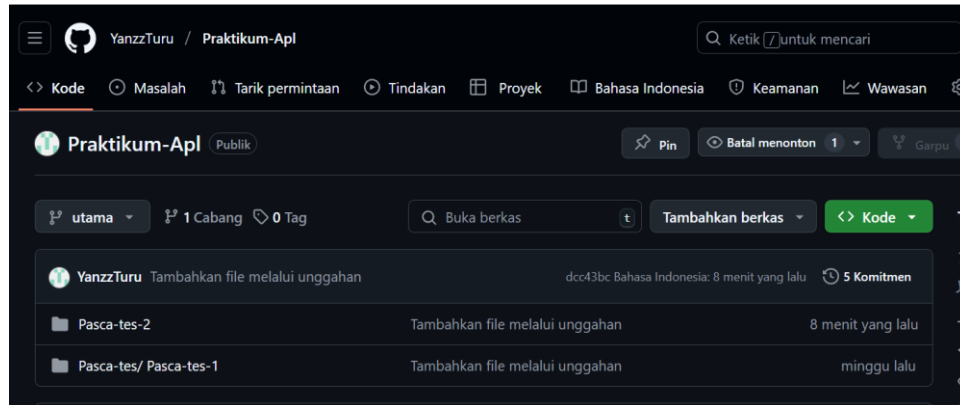 YanzzTuru / Praktikum-Apl
Ketik / untuk mencari
Kode Masalah Tarik permintaan Tindakan Proyek Bahasa Indonesia Keamanan Wawasan
Praktikum-Apl Publik Pin Batal menonton 1 Garpu
utama 1 Cabang 0 Tag Buka berkas t Tambahkan berkas Kode
YanzzTuru Tambahkan file melalui unggahan dcc43bc Bahasa Indonesia: 8 menit yang lalu 5 Komitmen
Pasca-tes-2 Tambahkan file melalui unggahan 8 menit yang lalu
Pasca-tes/ Pasca-tes-1 Tambahkan file melalui unggahan minggu lalu